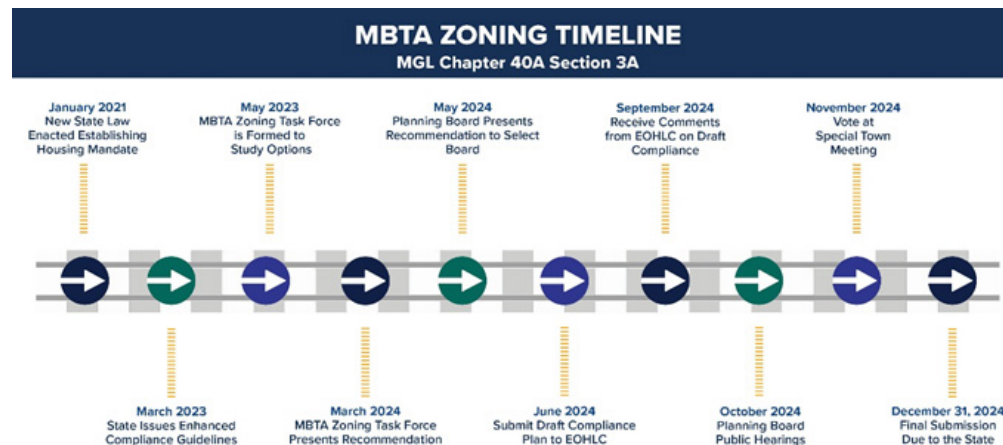 MBTA ZONING TIMELINE
MGL Chapter 40A Section 3A
January 2021
New State Law
Enacted Establishing
Housing Mandate
May 2023
MBTA Zoning Task Force
is Formed to
Study Options
May 2024
Planning Board Presents
Recommendation to Select
Board
September 2024
Receive Comments
from EOHLC on Draft
Compliance
November 2024
Vote at
Special Town
Meeting
March 2023
State Issues Enhanced
Compliance Guidelines
March 2024
MBTA Zoning Task Force
Presents Recommendation
June 2024
Submit Draft Compliance
Plan to EOHLC
October 2024
Planning Board
Public Hearings
December 31, 2024
Final Submission
Due to the State